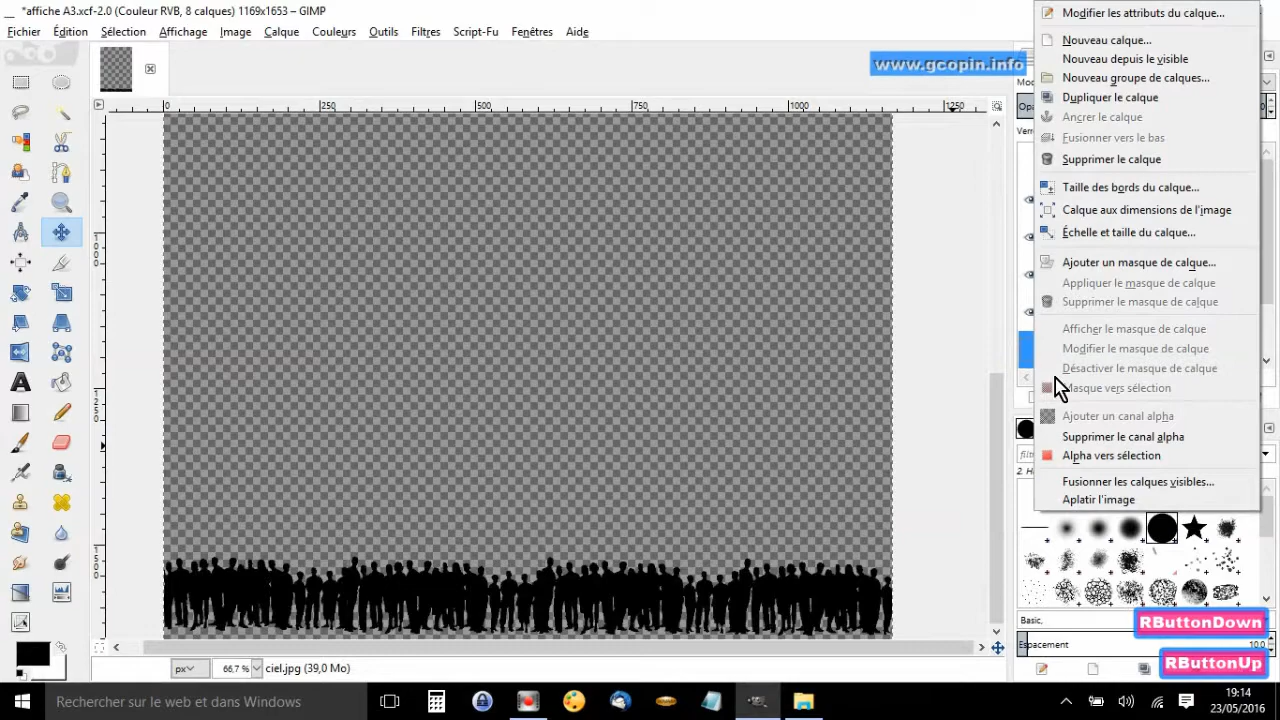 *affiche A3.xcf-2.0 (Couleur RVB, 8 calques) 1169x1653 – GIMP
Fichier Édition Sélection Affichage Image Calque Couleurs Outils Filtres Script-Fu Fenêtres Aide
www.gcopin.info
0 250 500 750 1000 1250
1000
1250
1500
Modifier les attributs du calque...
Nouveau calque...
Nouveau depuis le visible
Nouveau groupe de calques...
Dupliquer le calque
Ancrer le calque
Fusionner vers le bas
Supprimer le calque
Taille des bords du calque...
Calque aux dimensions de l'image
Échelle et taille du calque...
Ajouter un masque de calque...
Appliquer le masque de calque
Supprimer le masque de calque
Afficher le masque de calque
Modifier le masque de calque
Désactiver le masque de calque
Masque vers sélection
Ajouter un canal alpha
Supprimer le canal alpha
Alpha vers sélection
Fusionner les calques visibles...
Aplatir l'image
Basic,
RButtonDown
Espacement 10,0
RButtonUp
px 66,7 % ciel.jpg (39,0 Mo)
Rechercher sur le web et dans Windows
19:14
23/05/2016